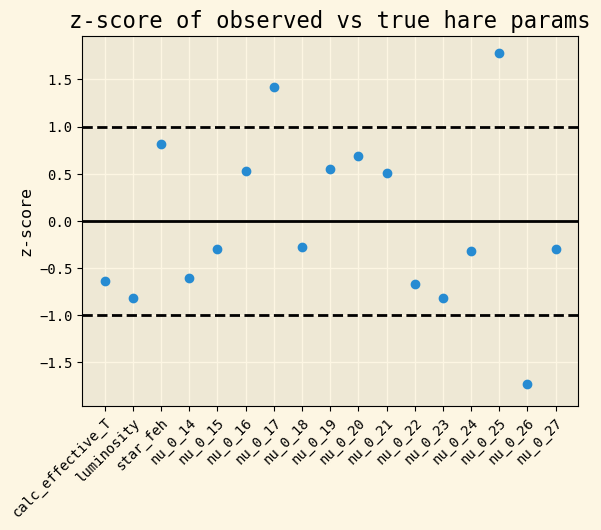 z-score of observed vs true hare params
z-score
1.5
1.0
0.5
0.0
−0.5
−1.0
−1.5
calc_effective_T
luminosity
star_feh
nu_0_14
nu_0_15
nu_0_16
nu_0_17
nu_0_18
nu_0_19
nu_0_20
nu_0_21
nu_0_22
nu_0_23
nu_0_24
nu_0_25
nu_0_26
nu_0_27